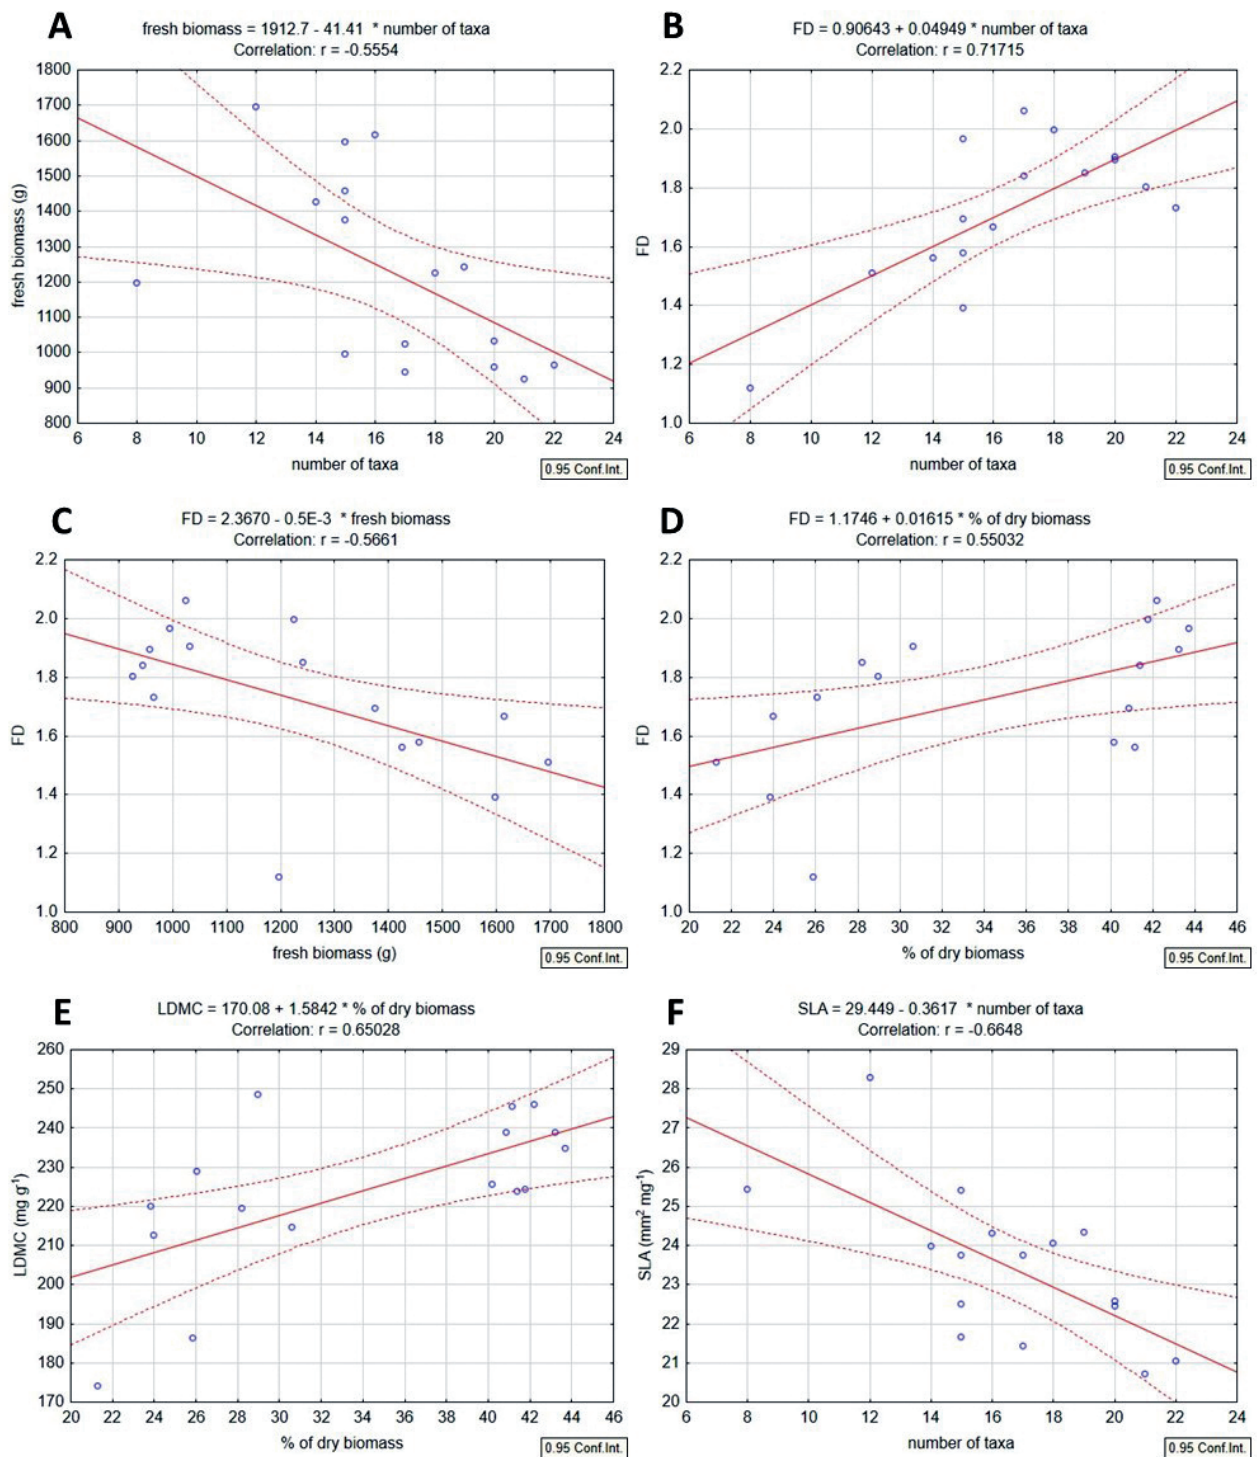 A
fresh biomass = 1912.7 - 41.41 * number of taxa
Correlation: r = -0.5554
1800
1700
1600
1500
1400
1300
1200
1100
1000
900
800
fresh biomass (g)
6 8 10 12 14 16 18 20 22 24
number of taxa
0.95 Conf.Int.
B
FD = 0.90643 + 0.04949 * number of taxa
Correlation: r = 0.71715
2.2
2.0
1.8
1.6
1.4
1.2
1.0
FD
6 8 10 12 14 16 18 20 22 24
number of taxa
0.95 Conf.Int.
C
FD = 2.3670 - 0.5E-3 * fresh biomass
Correlation: r = -0.5661
2.2
2.0
1.8
1.6
1.4
1.2
1.0
FD
800 900 1000 1100 1200 1300 1400 1500 1600 1700 1800
fresh biomass (g)
0.95 Conf.Int.
D
FD = 1.1746 + 0.01615 * % of dry biomass
Correlation: r = 0.55032
2.2
2.0
1.8
1.6
1.4
1.2
1.0
FD
20 22 24 26 28 30 32 34 36 38 40 42 44 46
% of dry biomass
0.95 Conf.Int.
E
LDMC = 170.08 + 1.5842 * % of dry biomass
Correlation: r = 0.65028
260
250
240
230
220
210
200
190
180
170
LDMC (mg g⁻¹)
20 22 24 26 28 30 32 34 36 38 40 42 44 46
% of dry biomass
0.95 Conf.Int.
F
SLA = 29.449 - 0.3617 * number of taxa
Correlation: r = -0.6648
29
28
27
26
25
24
23
22
21
20
SLA (mm² mg⁻¹)
6 8 10 12 14 16 18 20 22 24
number of taxa
0.95 Conf.Int.